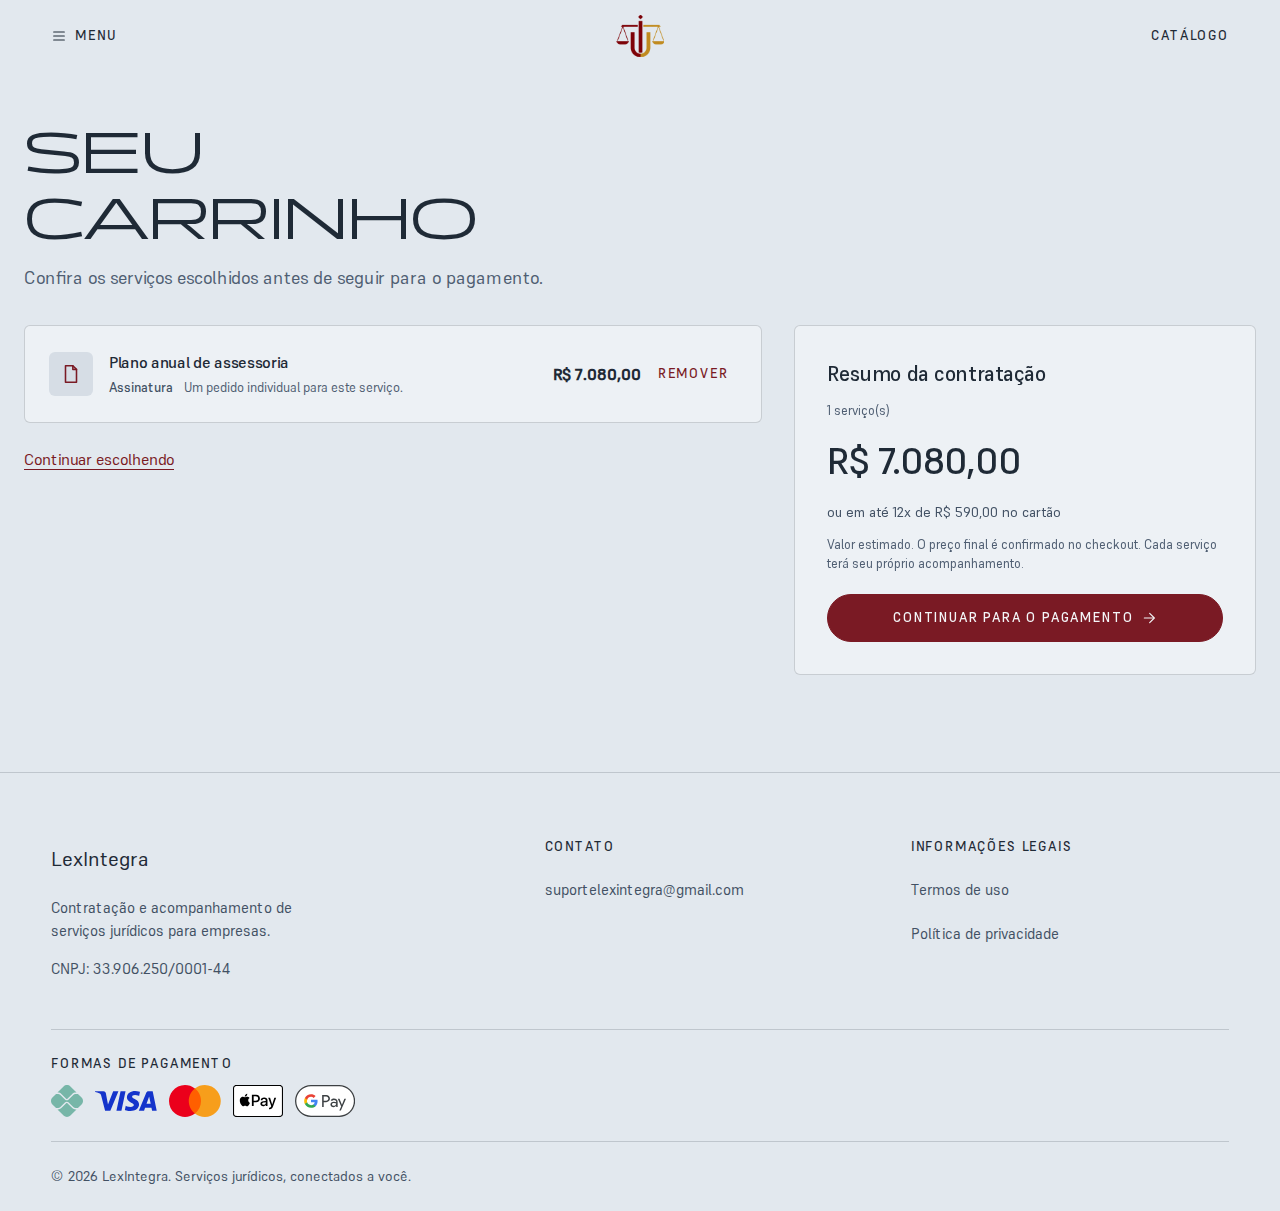 MENU
CATÁLOGO
SEU
CARRINHO
Confira os serviços escolhidos antes de seguir para o pagamento.
Plano anual de assessoria
Assinatura Um pedido individual para este serviço.
R$ 7.080,00 REMOVER
Continuar escolhendo
Resumo da contratação
1 serviço(s)
R$ 7.080,00
ou em até 12x de R$ 590,00 no cartão
Valor estimado. O preço final é confirmado no checkout. Cada serviço
terá seu próprio acompanhamento.
CONTINUAR PARA O PAGAMENTO
LexIntegra
Contratação e acompanhamento de
serviços jurídicos para empresas.
CNPJ: 33.906.250/0001-44
CONTATO
suportelexintegra@gmail.com
INFORMAÇÕES LEGAIS
Termos de uso
Política de privacidade
FORMAS DE PAGAMENTO
VISA
Pay
G Pay
© 2026 LexIntegra. Serviços jurídicos, conectados a você.